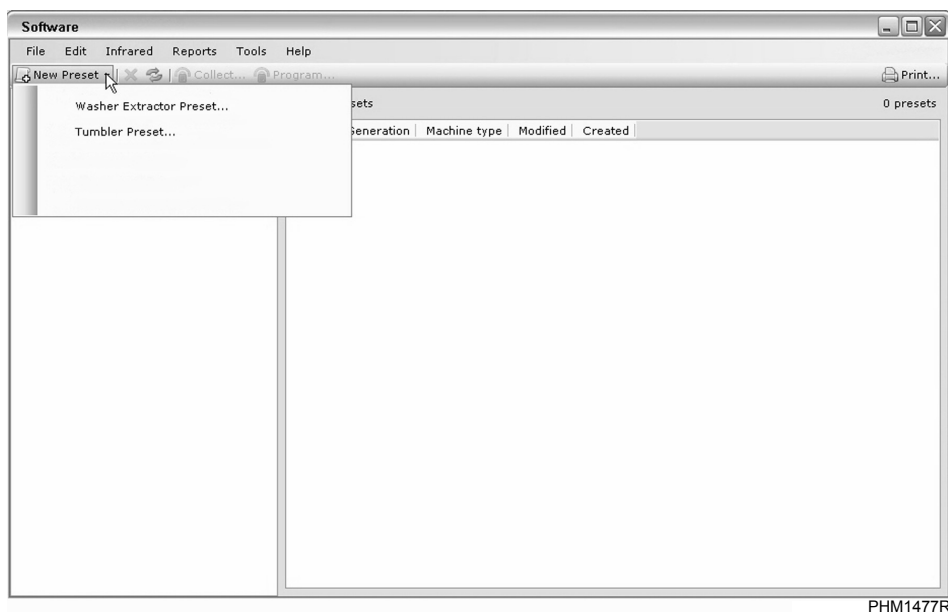 Software
File Edit Infrared Reports Tools Help
New Preset Collect... Program... Print...
Washer Extractor Preset...
Tumbler Preset...
sets 0 presets
Generation Machine type Modified Created
PHM1477R